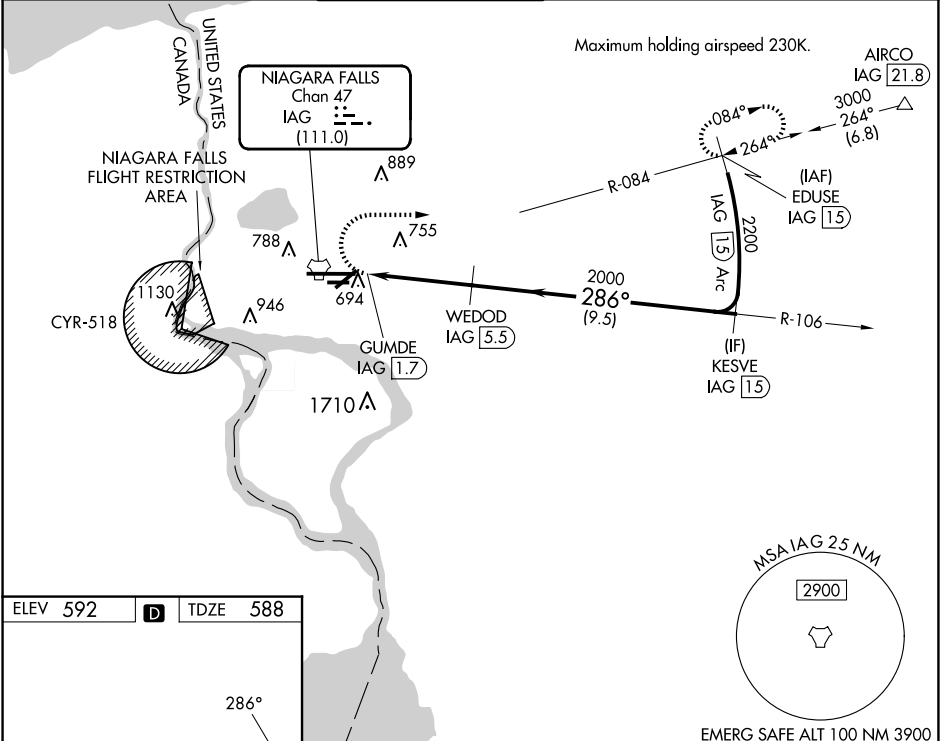 UNITED STATES
CANADA
NIAGARA FALLS
Chan 47
IAG
(111.0)
Maximum holding airspeed 230K.
AIRCO
IAG 21.8
3000
264°
(6.8)
084°
264°
R-084
(IAF)
EDUSE
IAG 15
IAG 15 Arc
2200
NIAGARA FALLS
FLIGHT RESTRICTION
AREA
889
755
788
694
1130
946
CYR-518
2000
286°
(9.5)
WEDOD
IAG 5.5
GUMDE
IAG 1.7
R-106
(IF)
KESVE
IAG 15
1710
MSA IAG 25 NM
2900
EMERG SAFE ALT 100 NM 3900
ELEV 592 D TDZE 588
286°